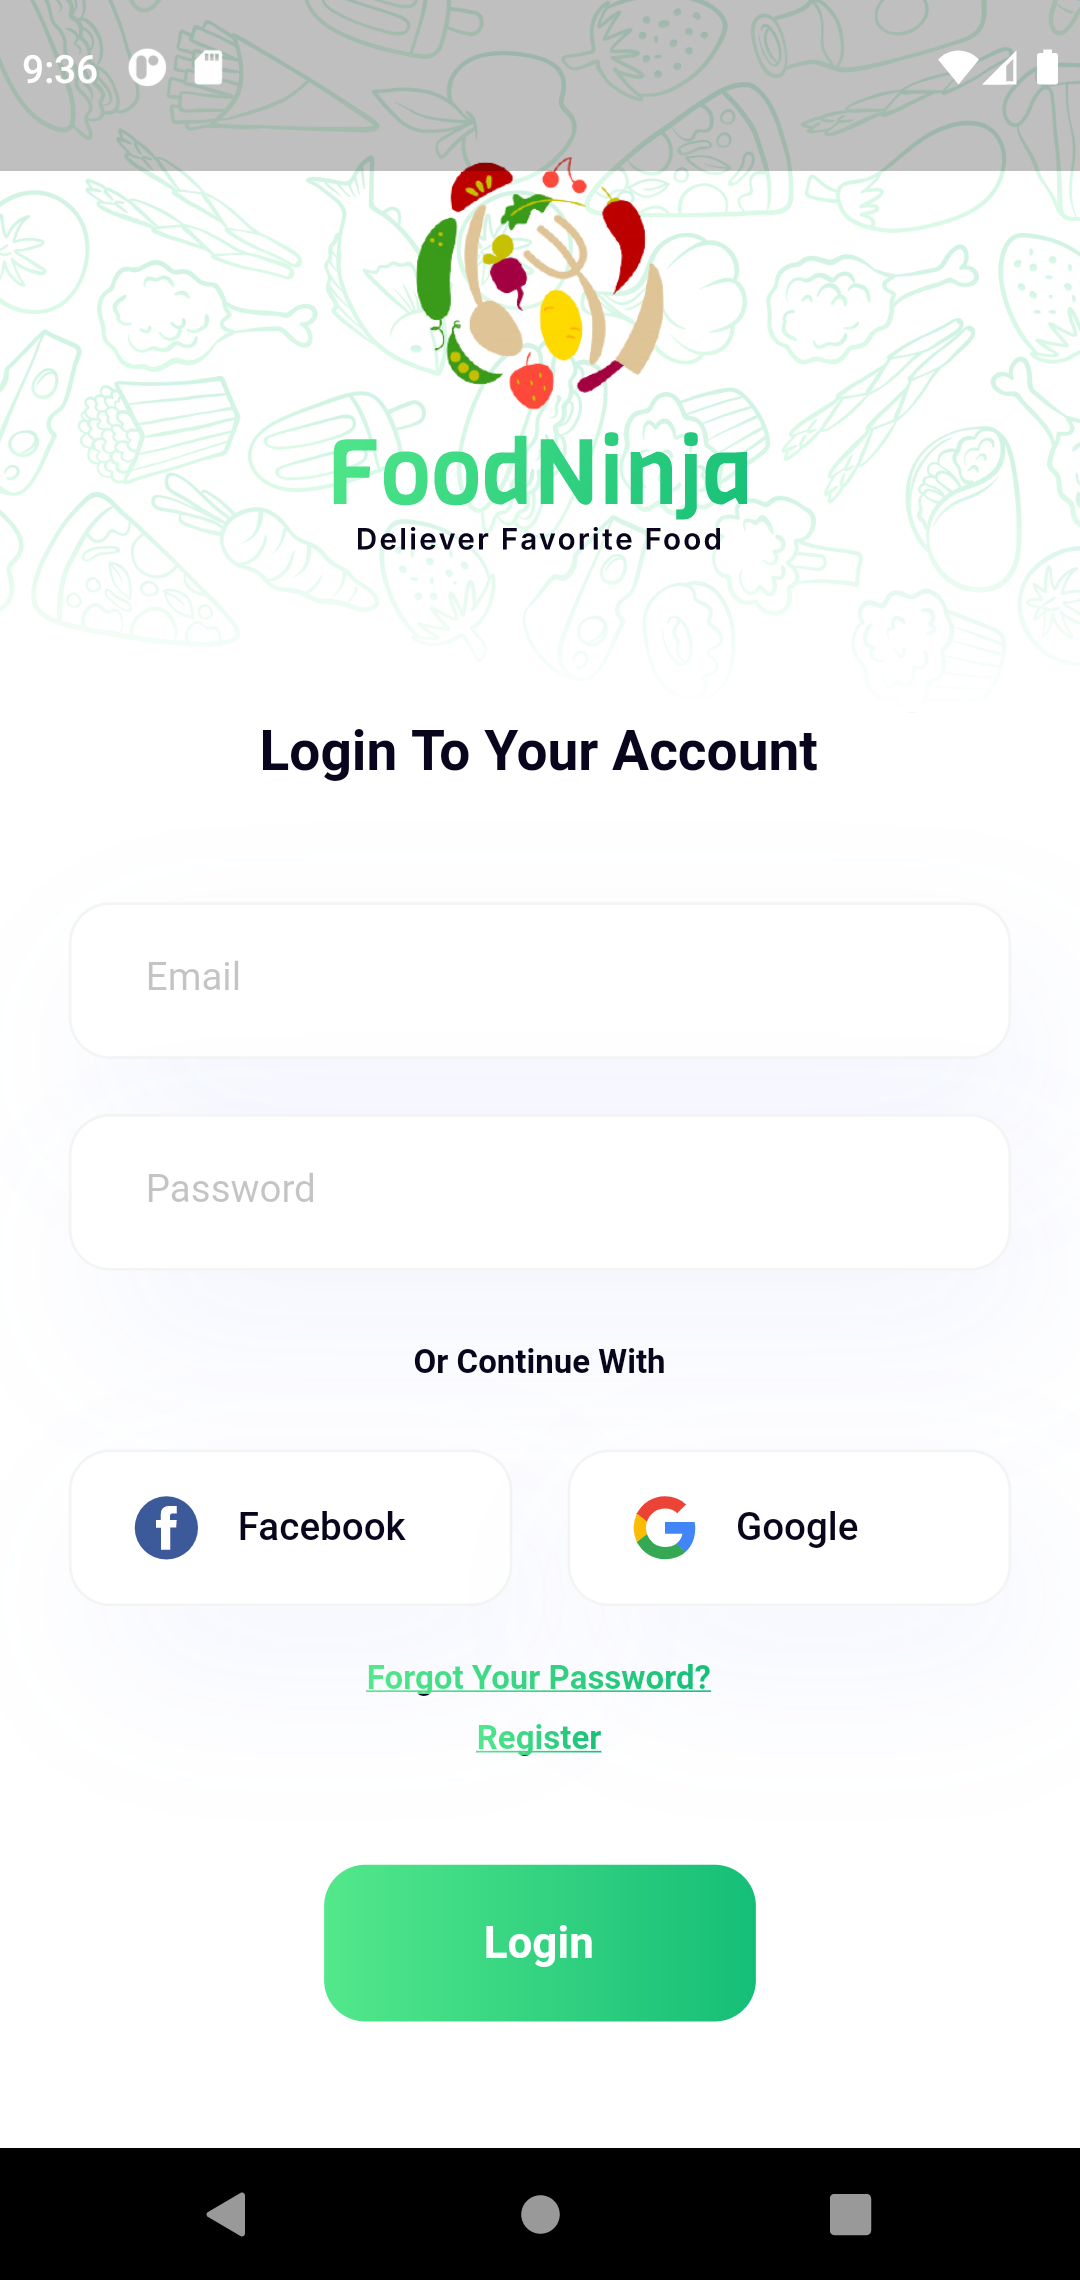 9:36
FoodNinja
Deliever Favorite Food
Login To Your Account
Email
Password
Or Continue With
Facebook
Google
Forgot Your Password?
Register
Login